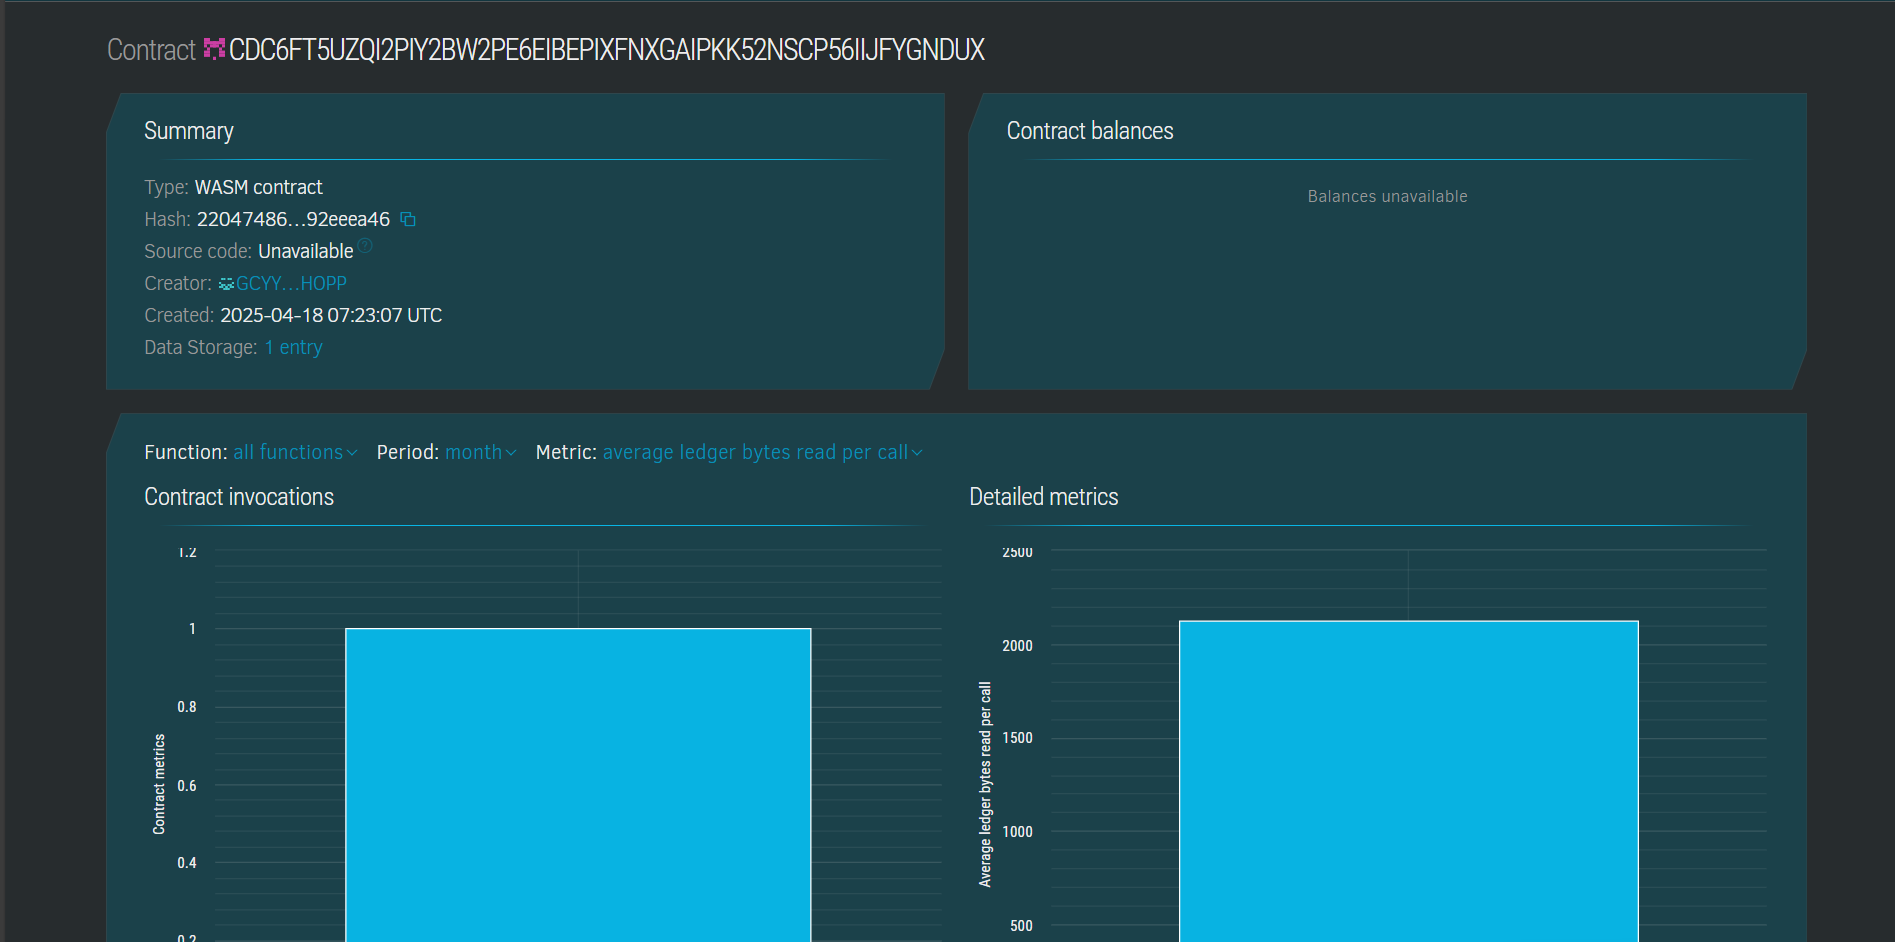 Contract CDC6FT5UZQI2PIY2BW2PE6EIBEPIXFNXGAIPKK52NSCP56IIJFYGNDUX
Summary
Type: WASM contract
Hash: 22047486…92eeea46
Source code: Unavailable ?
Creator: GCYY…HOPP
Created: 2025-04-18 07:23:07 UTC
Data Storage: 1 entry
Contract balances
Balances unavailable
Function: all functions Period: month Metric: average ledger bytes read per call
Contract invocations
1.2
1
0.8
0.6
0.4
0.2
Contract metrics
Detailed metrics
2500
2000
1500
1000
500
Average ledger bytes read per call